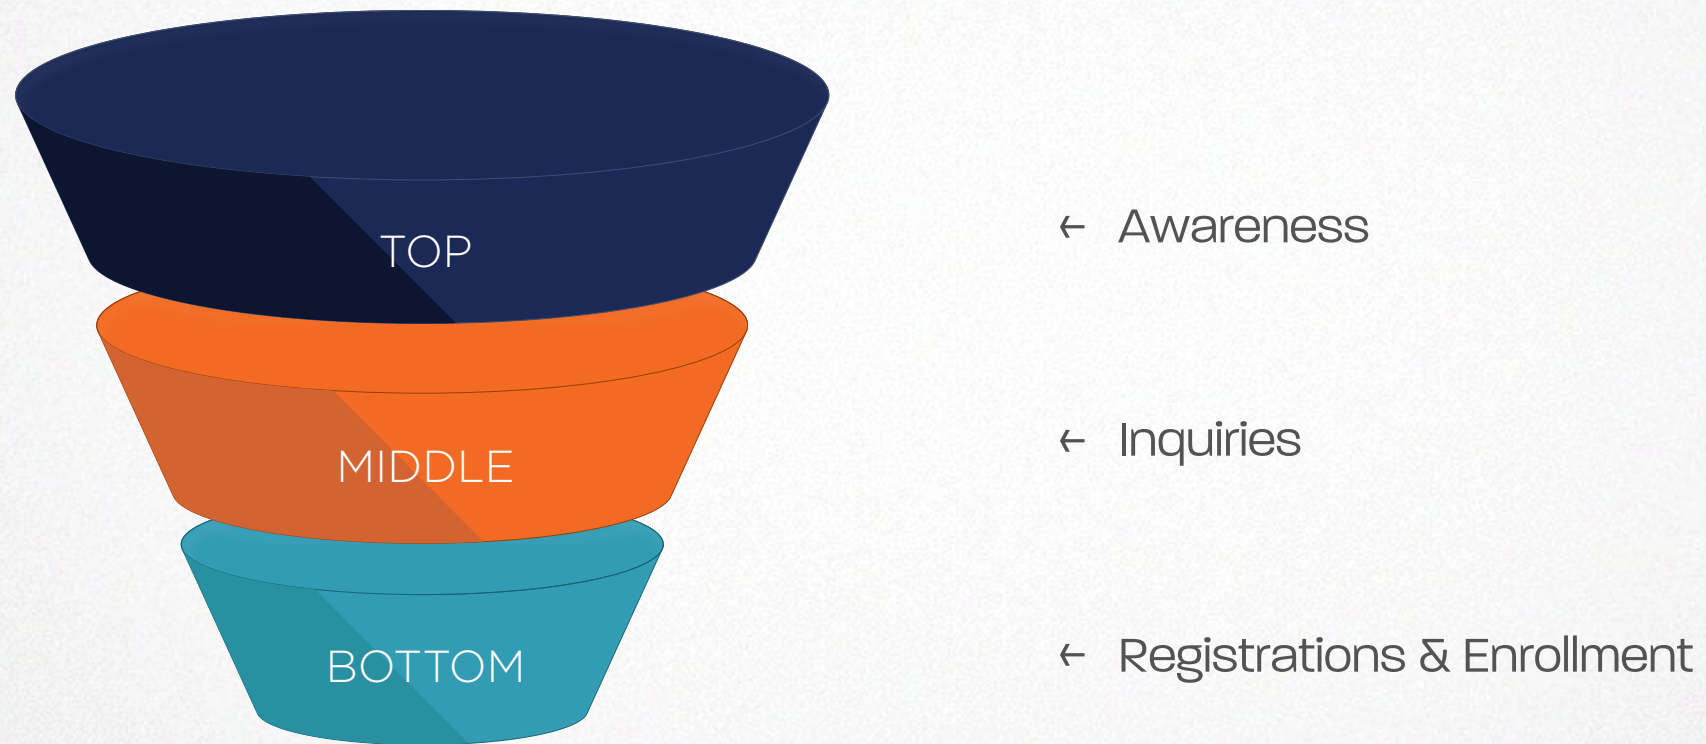 TOP
← Awareness
MIDDLE
← Inquiries
BOTTOM
← Registrations & Enrollment